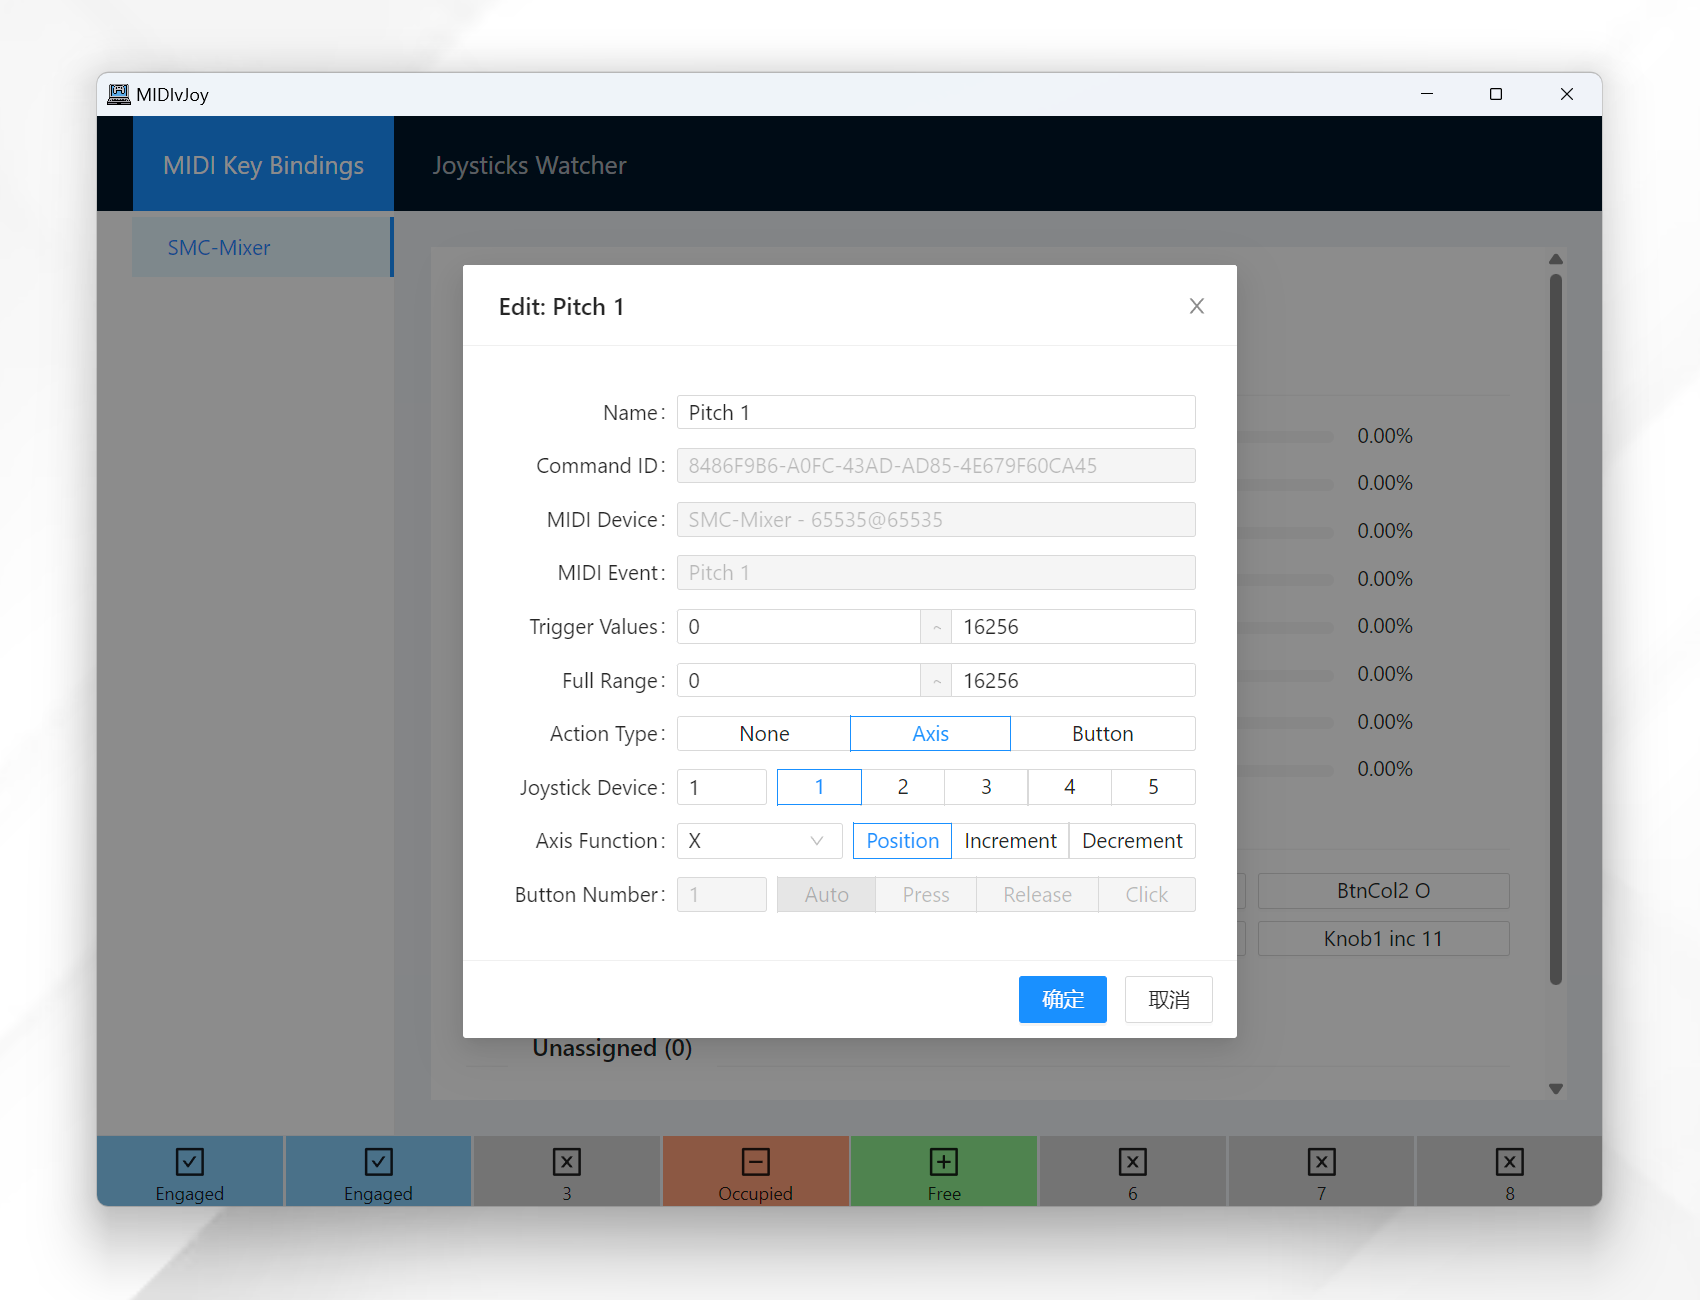 MIDIvJoy
MIDI Key Bindings
Joysticks Watcher
SMC-Mixer
Edit: Pitch 1
Name: Pitch 1
Command ID: 8486F9B6-A0FC-43AD-AD85-4E679F60CA45
MIDI Device: SMC-Mixer - 65535@65535
MIDI Event: Pitch 1
Trigger Values: 0 ~ 16256
Full Range: 0 ~ 16256
Action Type: None Axis Button
Joystick Device: 1 1 2 3 4 5
Axis Function: X Position Increment Decrement
Button Number: 1 Auto Press Release Click
确定 取消
0.00%
0.00%
0.00%
0.00%
0.00%
0.00%
0.00%
0.00%
BtnCol2 O
Knob1 inc 11
Unassigned (0)
Engaged
Engaged
3
Occupied
Free
6
7
8